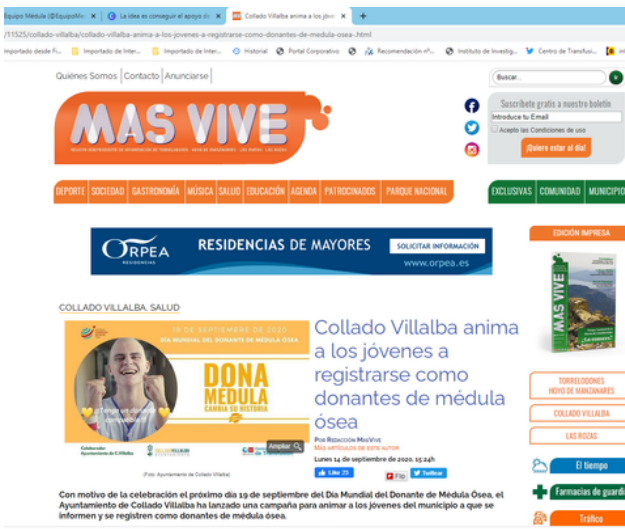 Equipo Médula (@EquipoMé
La idea es conseguir el apoyo de
Collado Villalba anima a los jóve
/11525/collado-villalba/collado-villalba-anima-a-los-jovenes-a-registrarse-como-donantes-de-medula-osea-.html
importado desde Fi...
Importado de Inter...
Importado de Inter...
Historial
Portal Corporativo
Recomendación nº...
Instituto de Investig...
Centro de Transfusi...
Quiénes Somos | Contacto | Anunciarse |
Buscar...
MAS VIVE
Suscríbete gratis a nuestro boletín
Introduce tu Email
Acepto las Condiciones de uso
¡Quiero estar al día!
DEPORTE SOCIEDAD GASTRONOMÍA MÚSICA SALUD EDUCACIÓN AGENDA PATROCINADOS PARQUE NACIONAL
EXCLUSIVAS COMUNIDAD MUNICIPIO
ORPEA
RESIDENCIAS
RESIDENCIAS DE MAYORES
SOLICITAR INFORMACIÓN
www.orpea.es
EDICIÓN IMPRESA
MAS VIVE
COLLADO VILLALBA. SALUD
19 DE SEPTIEMBRE DE 2020
DÍA MUNDIAL DEL DONANTE DE MÉDULA ÓSEA
DONA
MÉDULA
CAMBIA SU HISTORIA
Ampliar
(Foto: Ayuntamiento de Collado Villalba)
Collado Villalba anima
a los jóvenes a
registrarse como
donantes de médula
ósea
Por Redacción MasVive
Más artículos de este autor
Lunes 14 de septiembre de 2020, 15:24h
Like 23
Flip
Twittear
TORRELODONES
HOYO DE MANZANARES
COLLADO VILLALBA
LAS ROZAS
El tiempo
Farmacias de guardi
Tráfico
Con motivo de la celebración el próximo día 19 de septiembre del Día Mundial del Donante de Médula Ósea, el
Ayuntamiento de Collado Villalba ha lanzado una campaña para animar a los jóvenes del municipio a que se
informen y se registren como donantes de médula ósea.